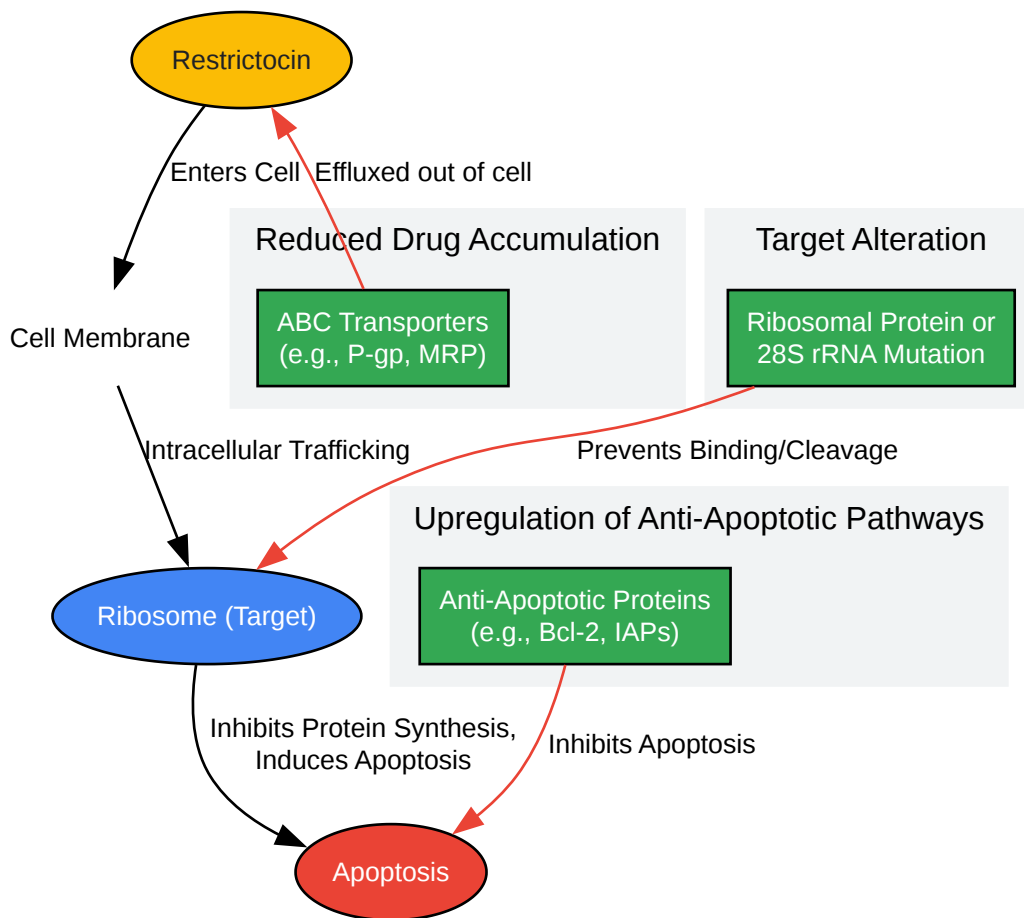 Restrictocin
Enters Cell
Effluxed out of cell
Reduced Drug Accumulation
Target Alteration
ABC Transporters
(e.g., P-gp, MRP)
Ribosomal Protein or
28S rRNA Mutation
Cell Membrane
Intracellular Trafficking
Prevents Binding/Cleavage
Upregulation of Anti-Apoptotic Pathways
Anti-Apoptotic Proteins
(e.g., Bcl-2, IAPs)
Ribosome (Target)
Inhibits Protein Synthesis,
Induces Apoptosis
Inhibits Apoptosis
Apoptosis